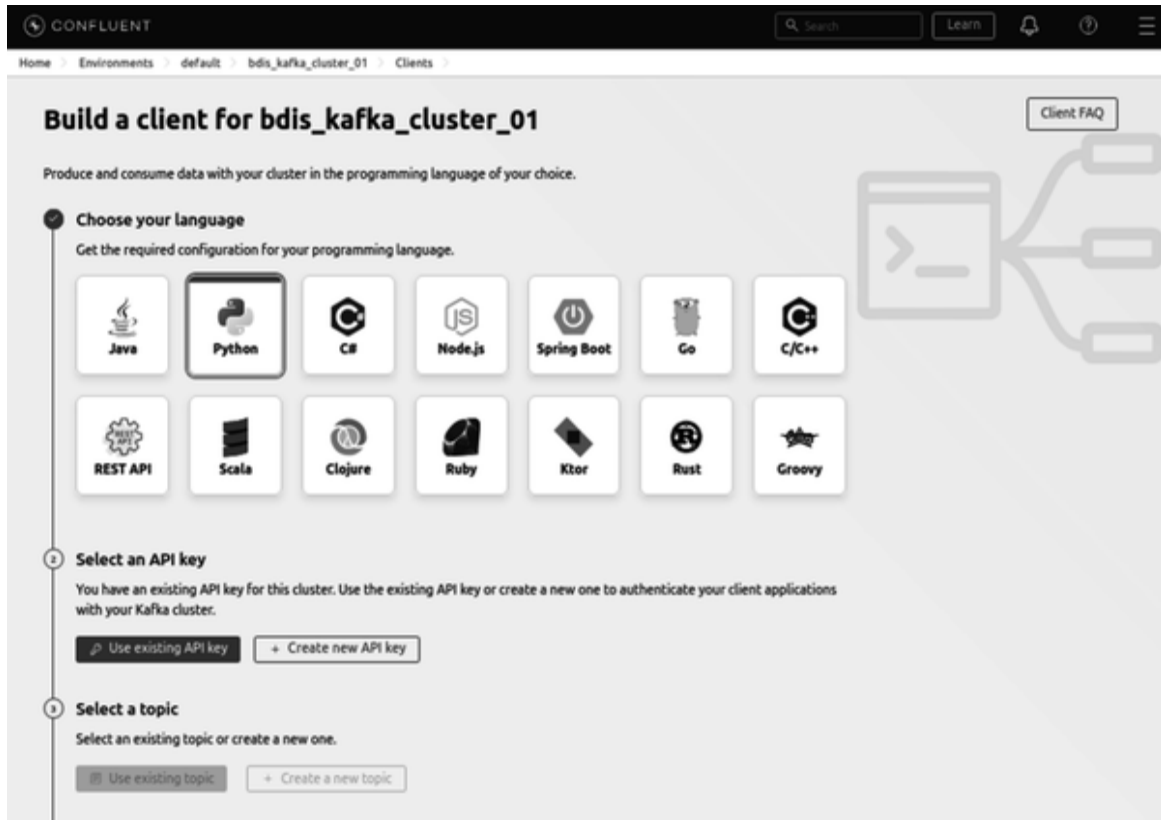 CONFLUENT
Search
Learn
Home > Environments > default > bdis_kafka_cluster_01 > Clients >
Build a client for bdis_kafka_cluster_01
Client FAQ
Produce and consume data with your cluster in the programming language of your choice.
Choose your language
Get the required configuration for your programming language.
Java
Python
C#
JS
Node.js
Spring Boot
Go
C/C++
REST API
REST API
Scala
Clojure
Ruby
Ktor
R
Rust
Groovy
2
Select an API key
You have an existing API key for this cluster. Use the existing API key or create a new one to authenticate your client applications
with your Kafka cluster.
Use existing API key
+ Create new API key
3
Select a topic
Select an existing topic or create a new one.
Use existing topic
+ Create a new topic